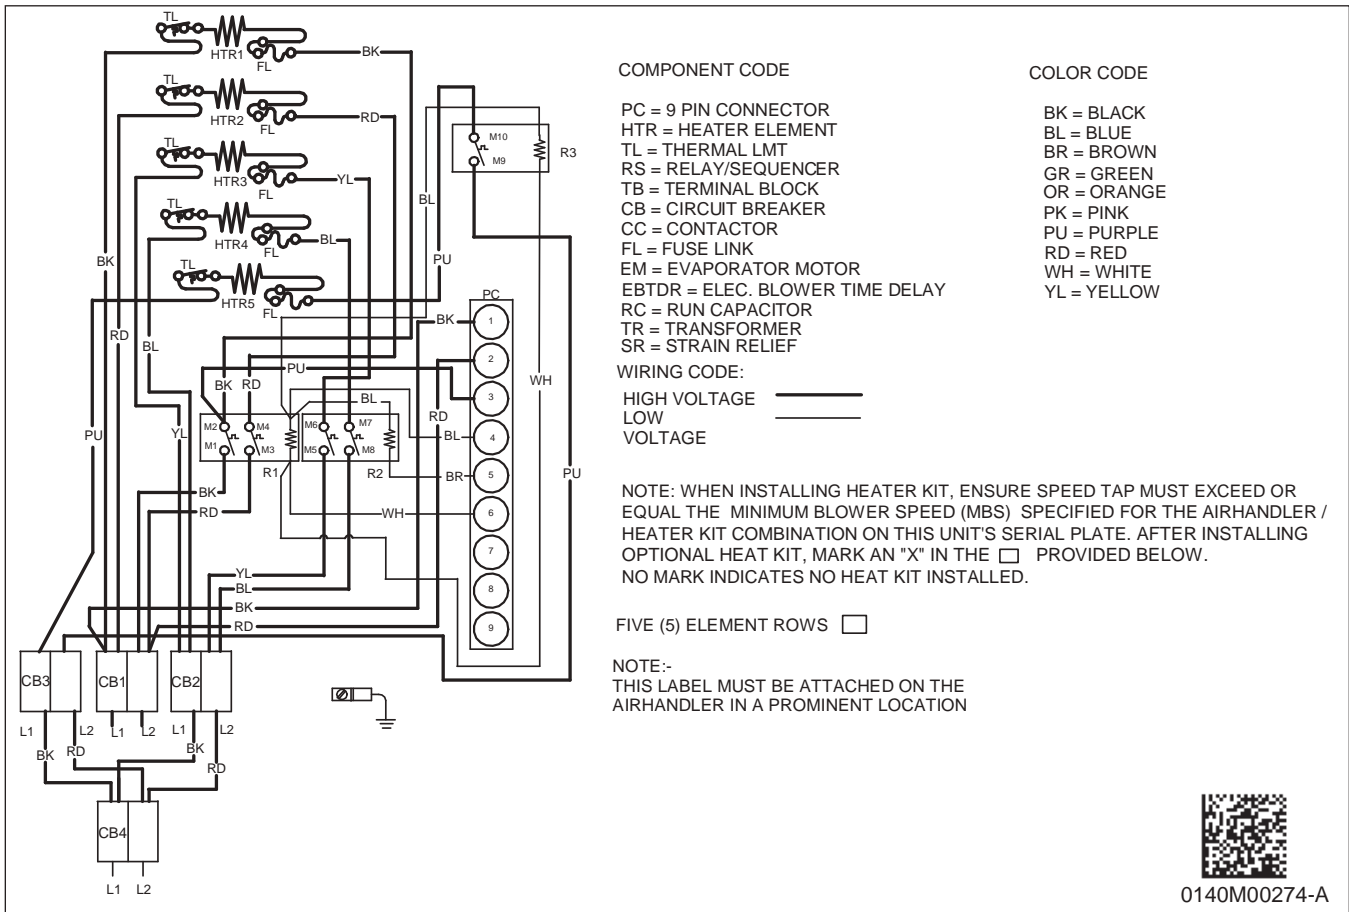 TL
HTR1
FL
BK
TL
HTR2
FL
RD
TL
HTR3
FL
YL
TL
HTR4
FL
BL
TL
HTR5
FL
M10
M9
R3
BL
PU
BK
RD
BL
PU
YL
BK
RD
PU
BL
M2
M4
M1
M3
R1
M6
M7
M5
M8
R2
BK
RD
YL
BL
BK
RD
PC
BK
1
2
3
RD
4
BL
5
BR
6
WH
7
8
9
WH
PU
CB3
CB1
CB2
L1
L2
L1
L2
L1
L2
BK
RD
BK
RD
CB4
L1
L2
COMPONENT CODE
PC = 9 PIN CONNECTOR
HTR = HEATER ELEMENT
TL = THERMAL LMT
RS = RELAY/SEQUENCER
TB = TERMINAL BLOCK
CB = CIRCUIT BREAKER
CC = CONTACTOR
FL = FUSE LINK
EM = EVAPORATOR MOTOR
EBTDR = ELEC. BLOWER TIME DELAY
RC = RUN CAPACITOR
TR = TRANSFORMER
SR = STRAIN RELIEF
WIRING CODE:
HIGH VOLTAGE
LOW
VOLTAGE
COLOR CODE
BK = BLACK
BL = BLUE
BR = BROWN
GR = GREEN
OR = ORANGE
PK = PINK
PU = PURPLE
RD = RED
WH = WHITE
YL = YELLOW
NOTE: WHEN INSTALLING HEATER KIT, ENSURE SPEED TAP MUST EXCEED OR
EQUAL THE MINIMUM BLOWER SPEED (MBS) SPECIFIED FOR THE AIRHANDLER /
HEATER KIT COMBINATION ON THIS UNIT'S SERIAL PLATE. AFTER INSTALLING
OPTIONAL HEAT KIT, MARK AN "X" IN THE PROVIDED BELOW.
NO MARK INDICATES NO HEAT KIT INSTALLED.
FIVE (5) ELEMENT ROWS
NOTE:-
THIS LABEL MUST BE ATTACHED ON THE
AIRHANDLER IN A PROMINENT LOCATION
0140M00274-A